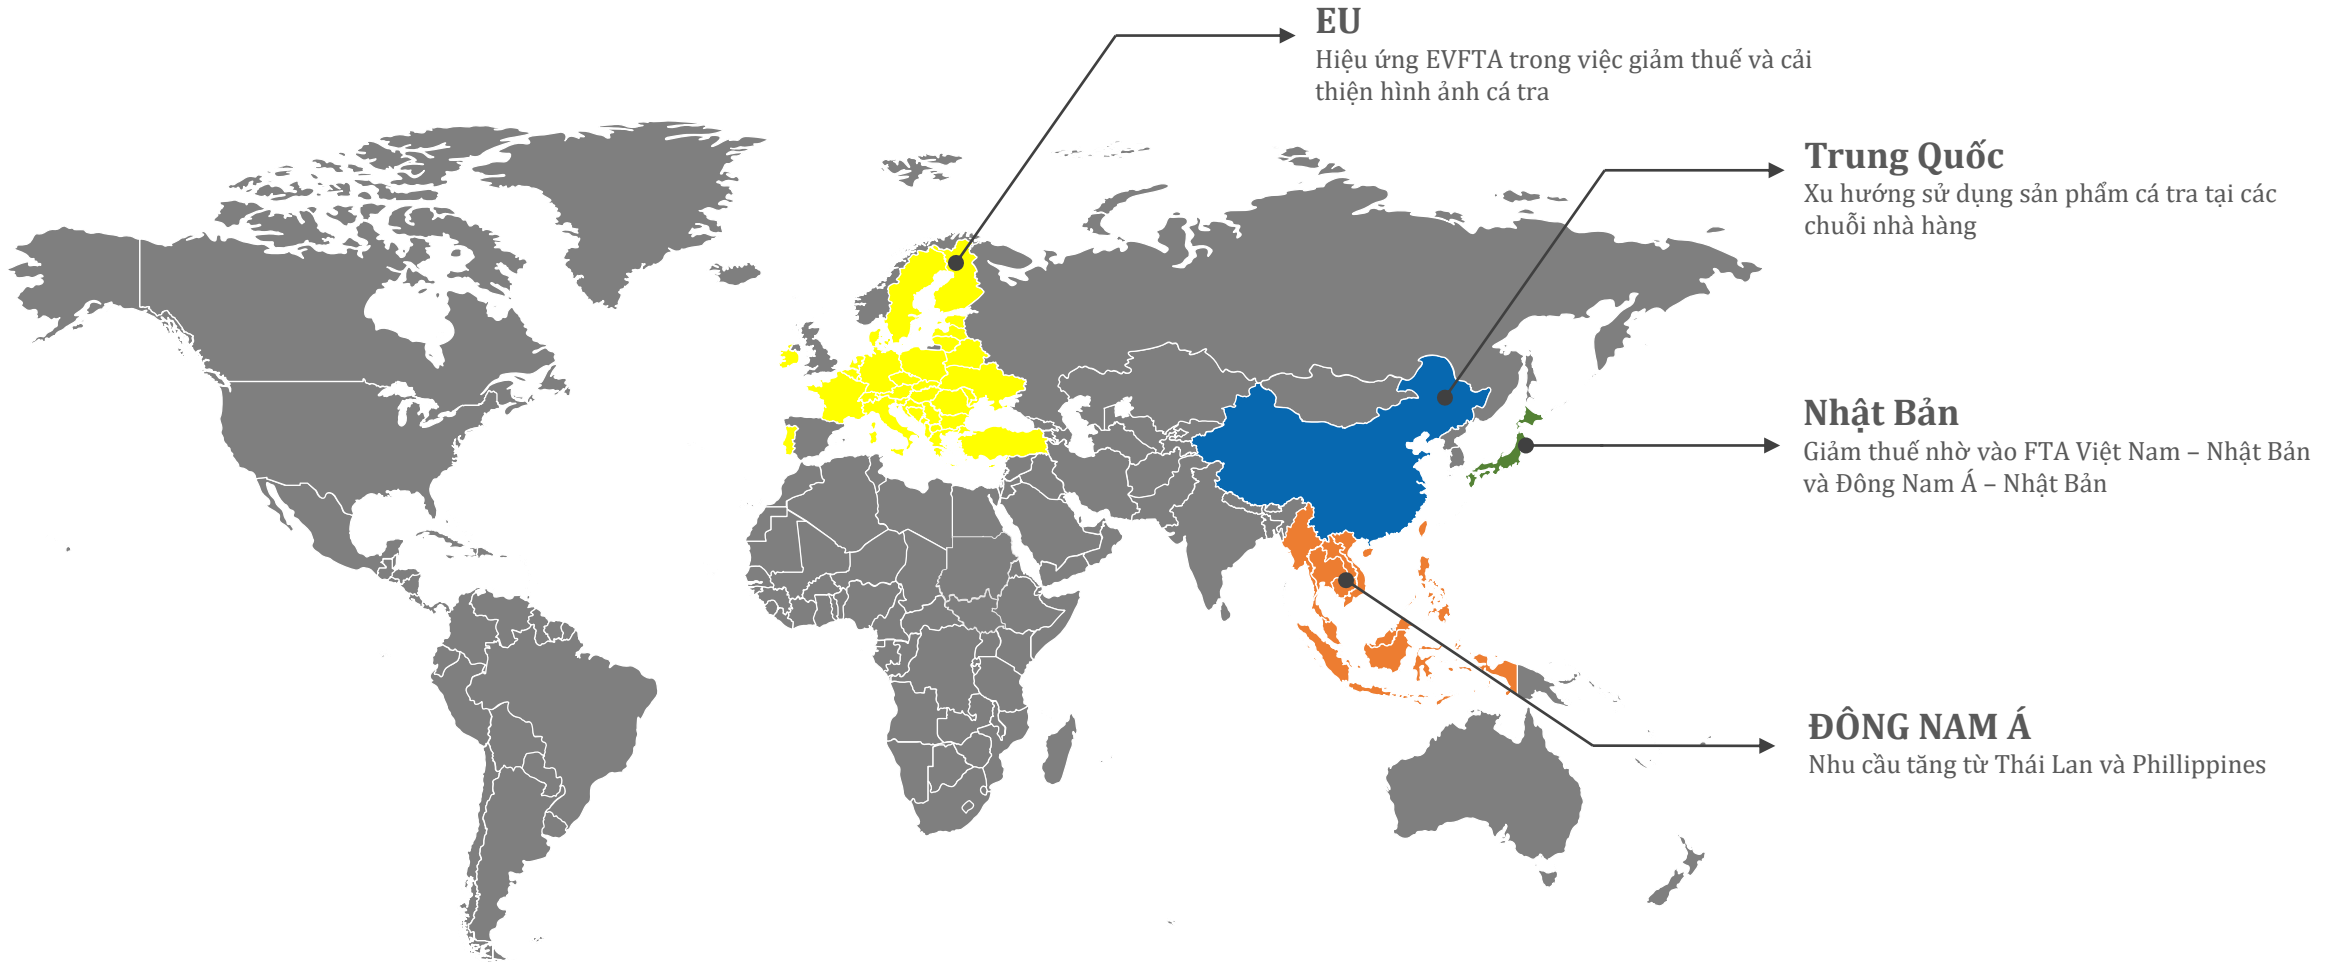 EU
Hiệu ứng EVFTA trong việc giảm thuế và cải
thiện hình ảnh cá tra
Trung Quốc
Xu hướng sử dụng sản phẩm cá tra tại các
chuỗi nhà hàng
Nhật Bản
Giảm thuế nhờ vào FTA Việt Nam – Nhật Bản
và Đông Nam Á – Nhật Bản
ĐÔNG NAM Á
Nhu cầu tăng từ Thái Lan và Phillippines